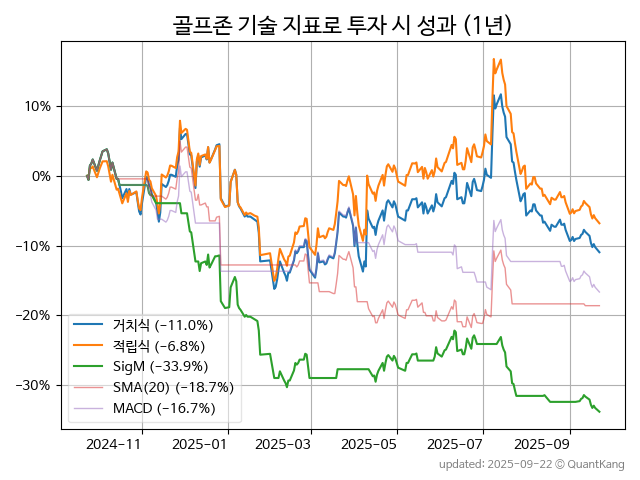 골프존 기술 지표로 투자 시 성과 (1년)
10%
0%
−10%
−20%
−30%
거치식 (−11.0%)
적립식 (−6.8%)
SigM (−33.9%)
SMA(20) (−18.7%)
MACD (−16.7%)
2024-11
2025-01
2025-03
2025-05
2025-07
2025-09
updated: 2025-09-22 © QuantKang